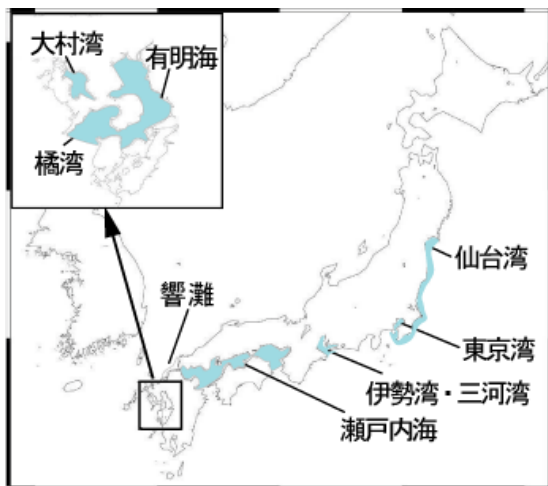 大村湾
有明海
橘湾
響灘
仙台湾
東京湾
伊勢湾・三河湾
瀬戸内海